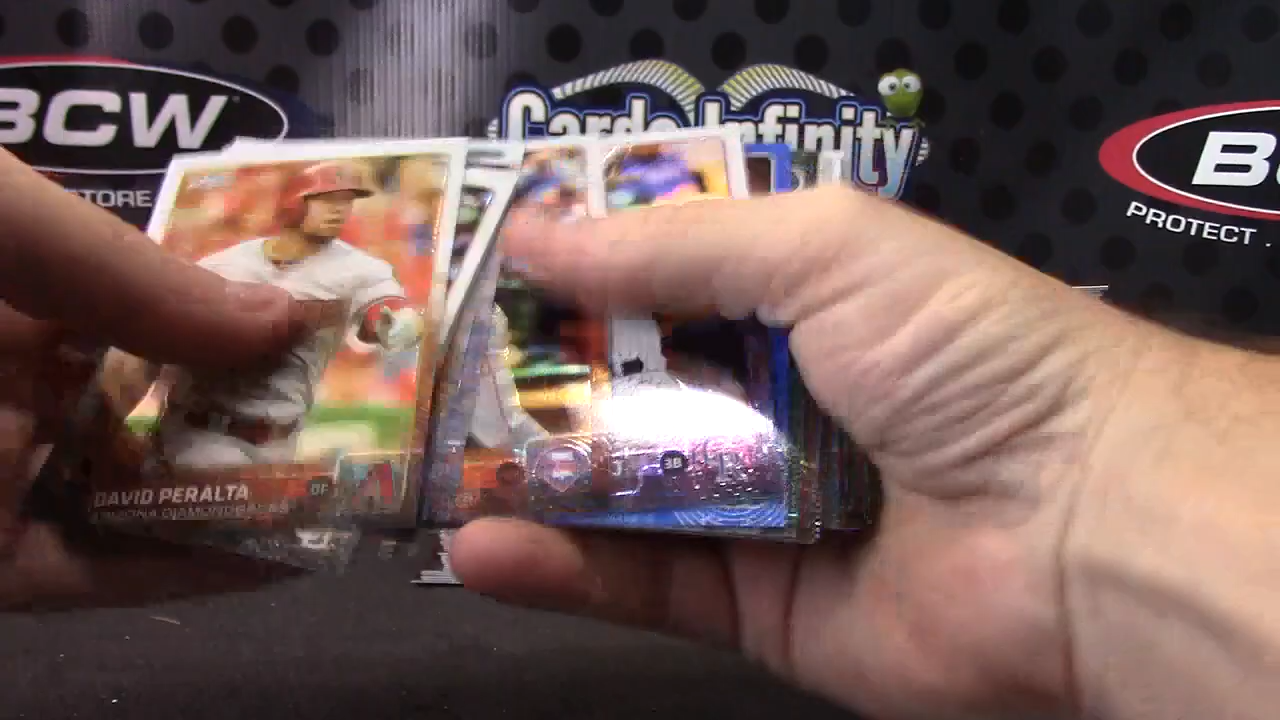 BCW
STORE
Cards Infinity
B
PROTECT.
DAVID PERALTA
OF
ARIZONA DIAMONDBACKS
A
3B